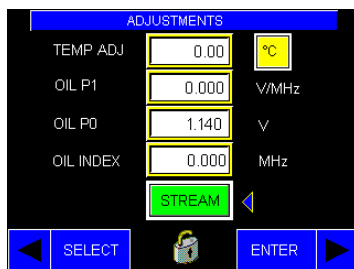 ADJUSTMENTS
TEMP ADJ 0.00 °C
OIL P1 0.000 V/MHz
OIL P0 1.140 V
OIL INDEX 0.000 MHz
STREAM
SELECT ENTER